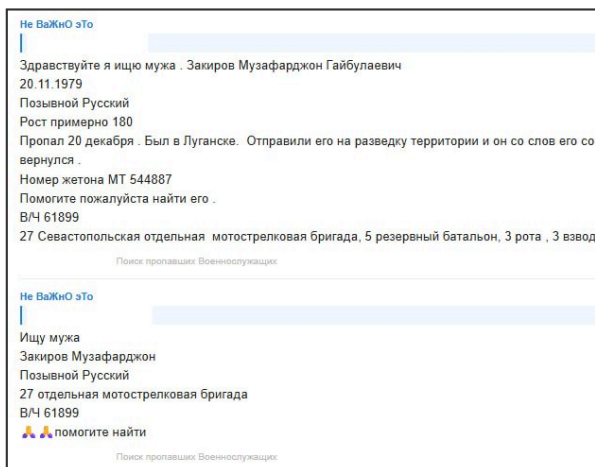 Не ВаЖнО эТо
Здравствуйте я ищю мужа . Закиров Музафарджон Гайбулаевич
20.11.1979
Позывной Русский
Рост примерно 180
Пропал 20 декабря . Был в Луганске. Отправили его на разведку территории и он со слов его со
вернулся .
Номер жетона МТ 544887
Помогите пожалуйста найти его .
В/Ч 61899
27 Севастопольская отдельная мотострелковая бригада, 5 резервный батальон, 3 рота , 3 взвод
Поиск пропавших Военнослужащих
Не ВаЖнО эТо
Ищу мужа
Закиров Музафарджон
Позывной Русский
27 отдельная мотострелковая бригада
В/Ч 61899
🙏🙏помогите найти
Поиск пропавших Военнослужащих